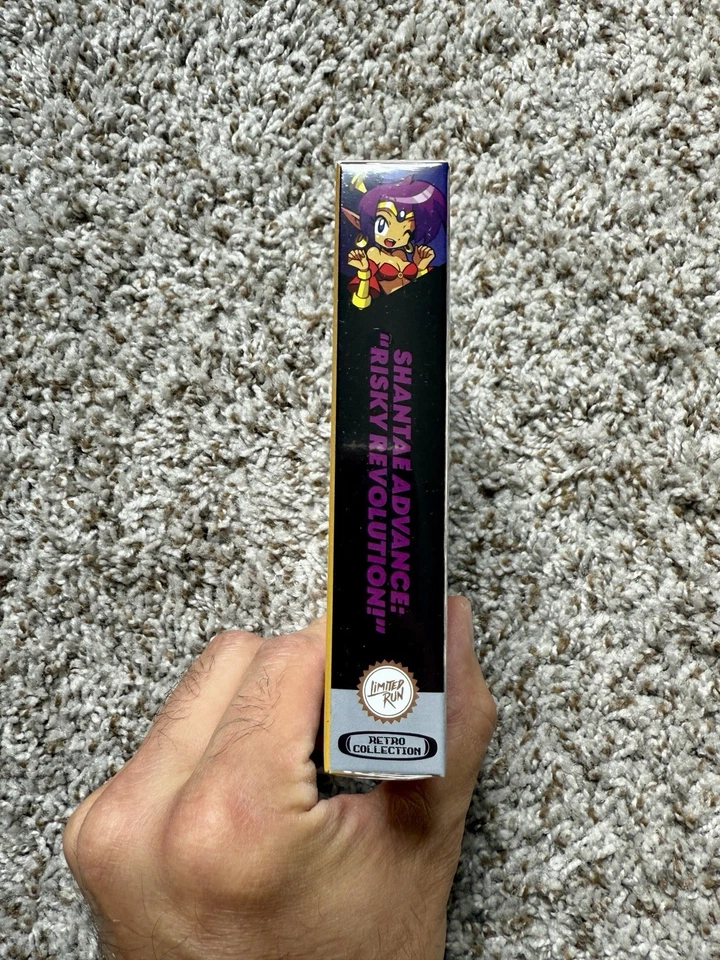 SHANTAE ADVANCE:
"RISKY REVOLUTION!"
LIMITED
RUN
RETRO
COLLECTION